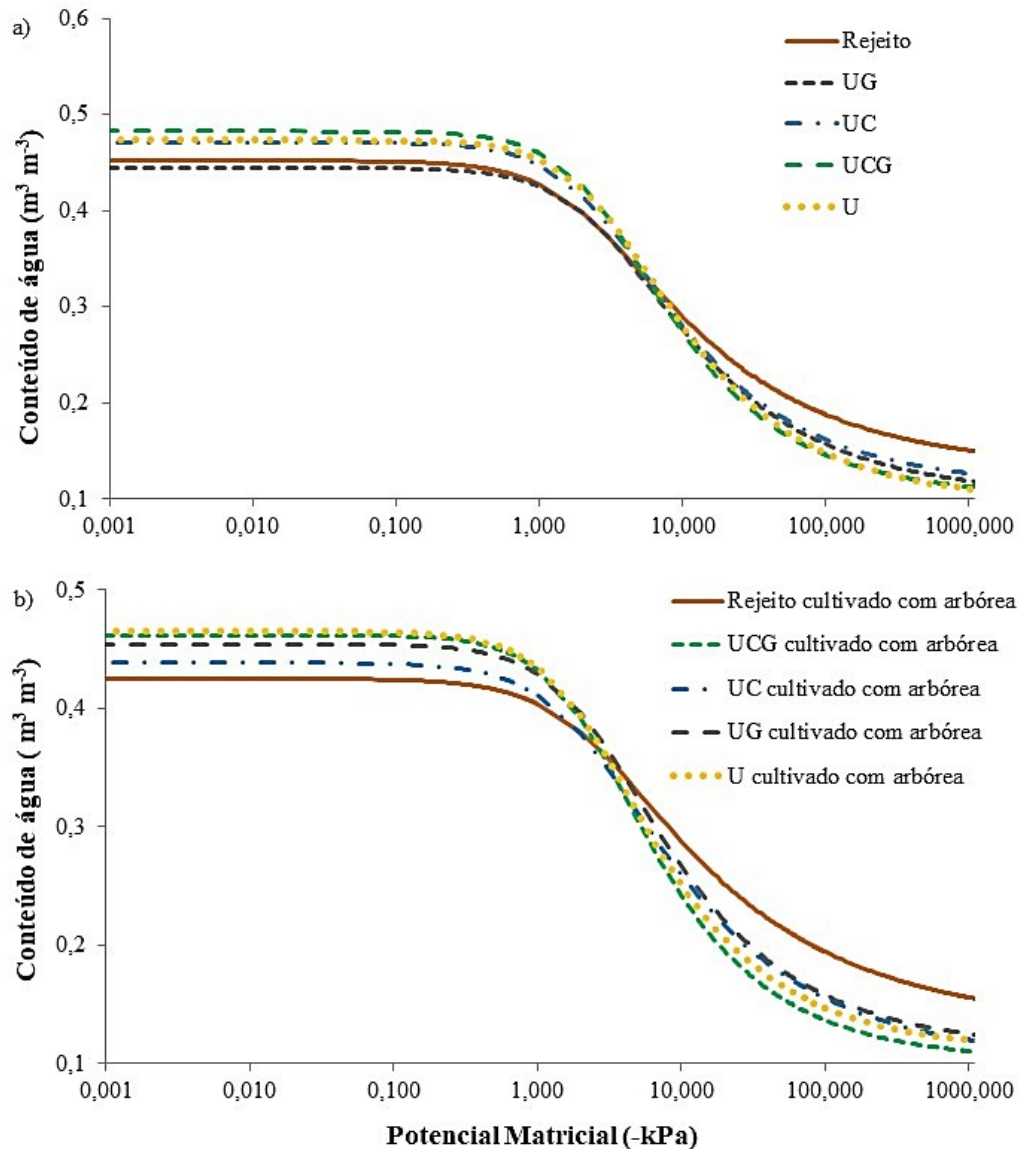 a)
0,6
0,5
0,4
0,3
0,2
0,1
Conteúdo de água (m³ m⁻³)
0,001 0,010 0,100 1,000 10,000 100,000 1000,000
Rejeito
UG
UC
UCG
U
b)
0,5
0,4
0,3
0,2
0,1
Conteúdo de água ( m³ m⁻³)
0,001 0,010 0,100 1,000 10,000 100,000 1000,000
Rejeito cultivado com arbórea
UCG cultivado com arbórea
UC cultivado com arbórea
UG cultivado com arbórea
U cultivado com arbórea
Potencial Matricial (-kPa)